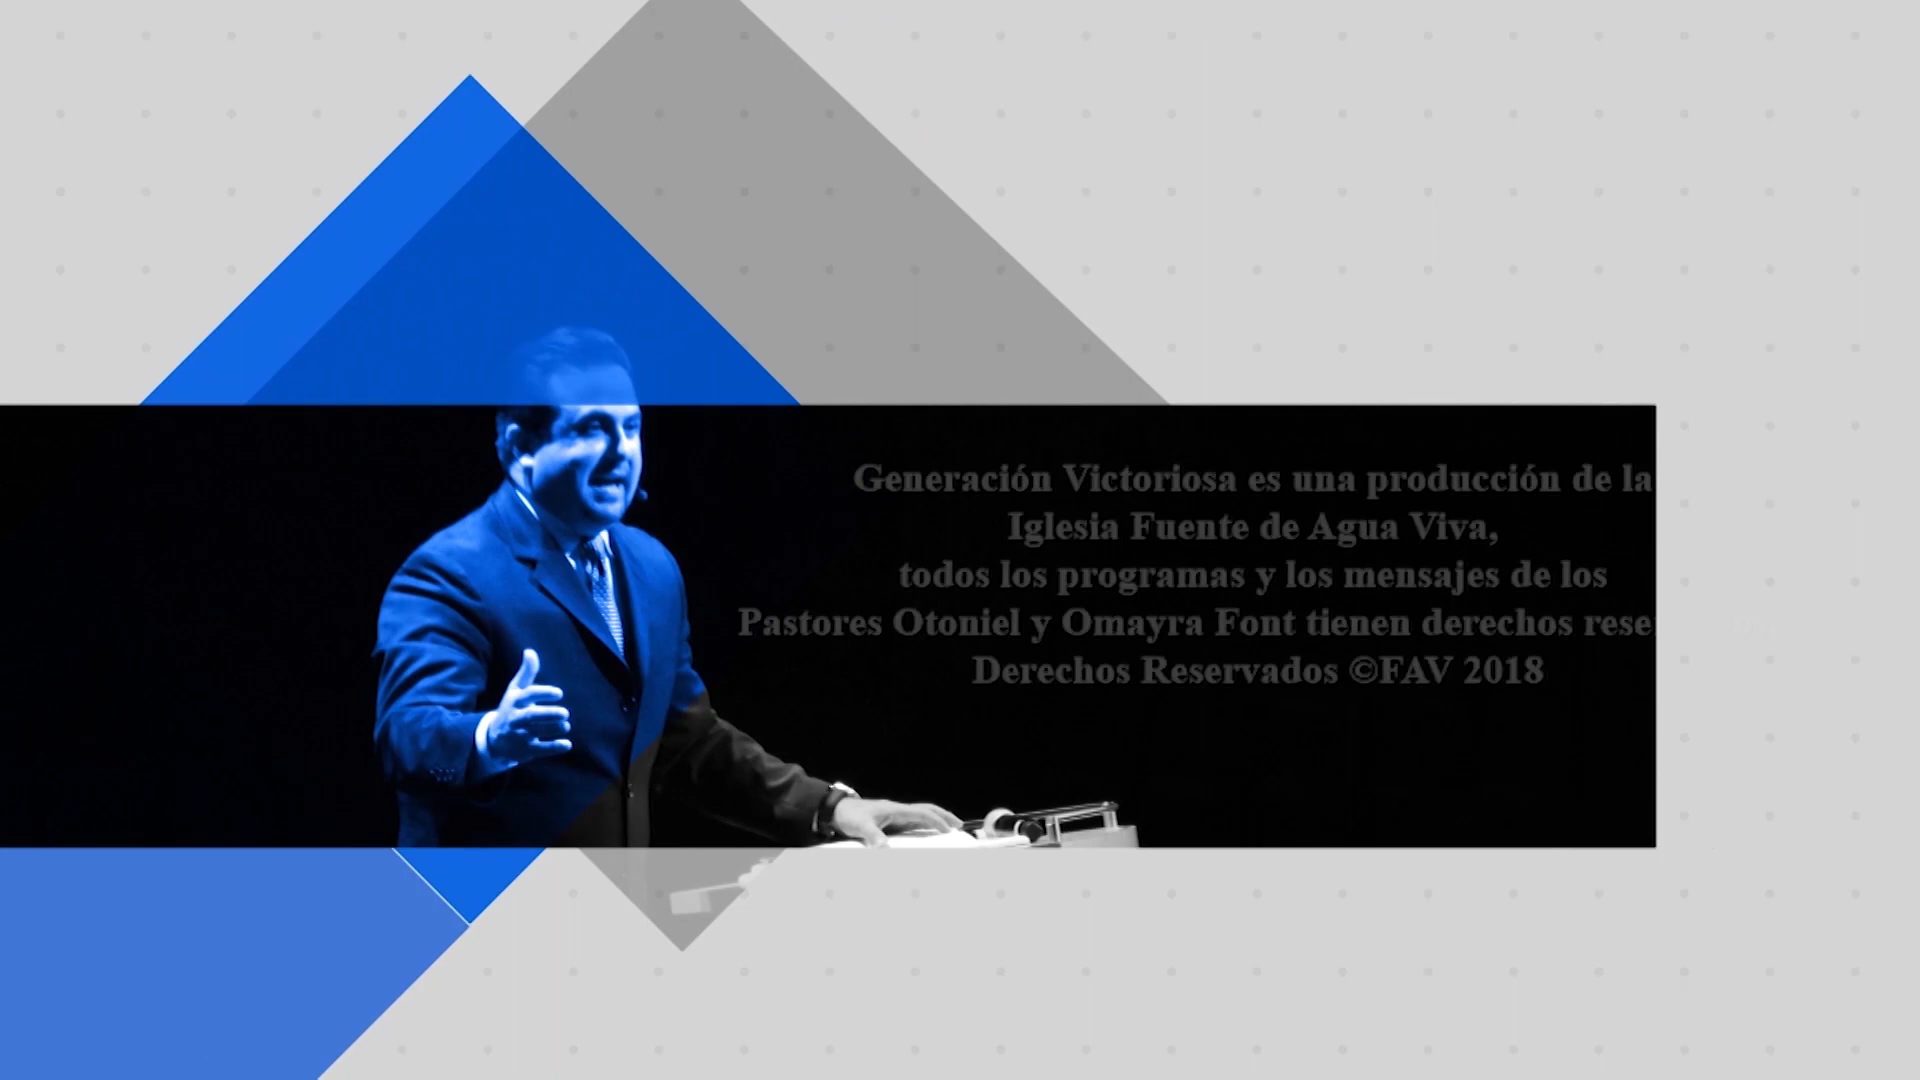 Generación Victoriosa es una producción de la
Iglesia Fuente de Agua Viva,
todos los programas y los mensajes de los
Pastores Otoniel y Omayra Font tienen derechos rese
Derechos Reservados ©FAV 2018